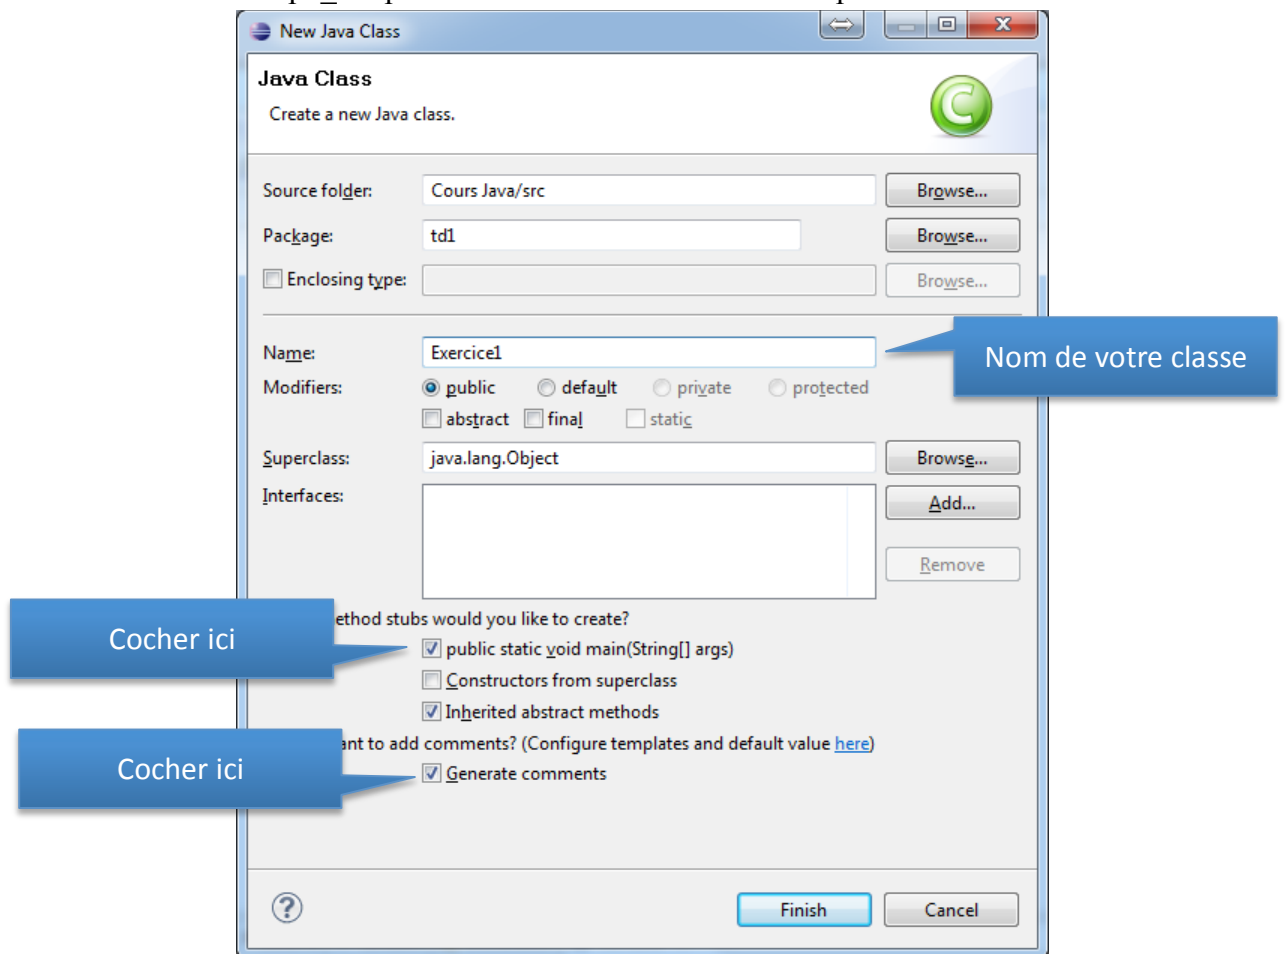 New Java Class
Java Class
Create a new Java class.
Source folder: Cours Java/src Browse...
Package: td1 Browse...
Enclosing type: Browse...
Name: Exercice1
Nom de votre classe
Modifiers: public default private protected
abstract final static
Superclass: java.lang.Object Browse...
Interfaces: Add...
Remove
ethod stubs would you like to create?
Cocher ici
public static void main(String[] args)
Constructors from superclass
Inherited abstract methods
ant to add comments? (Configure templates and default value here)
Cocher ici
Generate comments
Finish Cancel